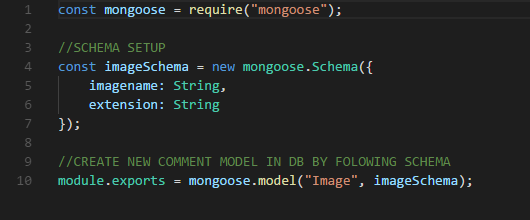 1 const mongoose = require("mongoose");
2
3 //SCHEMA SETUP
4 const imageSchema = new mongoose.Schema({
5     imagename: String,
6     extension: String
7 });
8
9 //CREATE NEW COMMENT MODEL IN DB BY FOLOWING SCHEMA
10 module.exports = mongoose.model("Image", imageSchema);